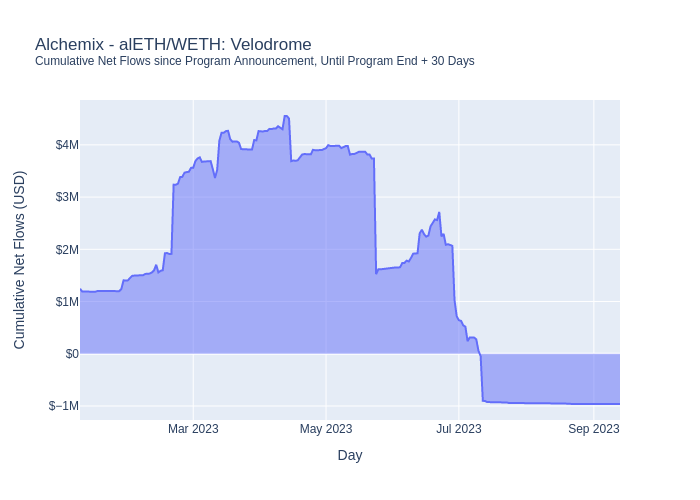 Alchemix - alETH/WETH: Velodrome
Cumulative Net Flows since Program Announcement, Until Program End + 30 Days
Cumulative Net Flows (USD)
$4M
$3M
$2M
$1M
$0
$−1M
Mar 2023
May 2023
Jul 2023
Sep 2023
Day